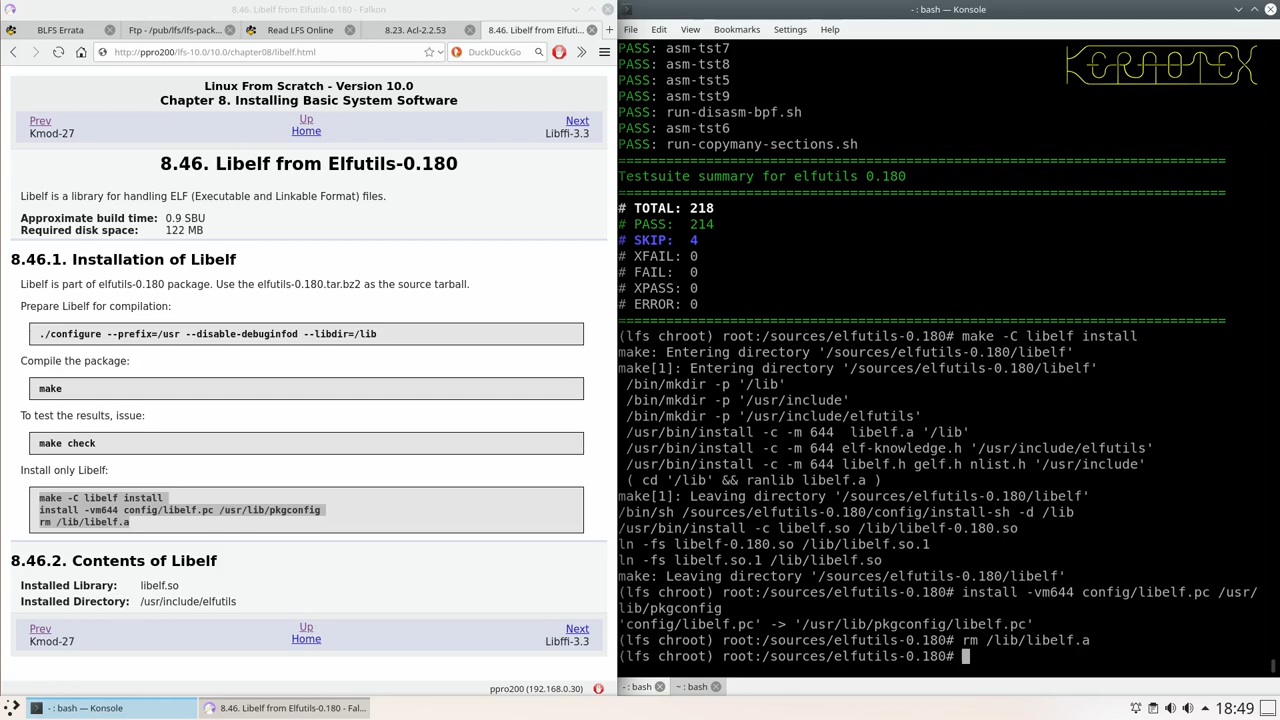 8.46. Libelf from Elfutils-0.180 - Falkon
BLFS Errata
Ftp - /pub/lfs/lfs-pack...
Read LFS Online
8.23. Acl-2.2.53
8.46. Libelf from Elfuti...
http://ppro200/lfs-10.0/10.0/chapter08/libelf.html
DuckDuckGo
Linux From Scratch - Version 10.0
Chapter 8. Installing Basic System Software
Prev
Up
Next
Kmod-27
Home
Libffi-3.3
8.46. Libelf from Elfutils-0.180
Libelf is a library for handling ELF (Executable and Linkable Format) files.
Approximate build time: 0.9 SBU
Required disk space: 122 MB
8.46.1. Installation of Libelf
Libelf is part of elfutils-0.180 package. Use the elfutils-0.180.tar.bz2 as the source tarball.
Prepare Libelf for compilation:
./configure --prefix=/usr --disable-debuginfod --libdir=/lib
Compile the package:
make
To test the results, issue:
make check
Install only Libelf:
make -C libelf install
install -vm644 config/libelf.pc /usr/lib/pkgconfig
rm /lib/libelf.a
8.46.2. Contents of Libelf
Installed Library: libelf.so
Installed Directory: /usr/include/elfutils
Prev
Up
Next
Kmod-27
Home
Libffi-3.3
ppro200 (192.168.0.30)
- : bash — Konsole
File Edit View Bookmarks Settings Help
KERNOTEX
PASS: asm-tst7
PASS: asm-tst8
PASS: asm-tst5
PASS: asm-tst9
PASS: run-disasm-bpf.sh
PASS: asm-tst6
PASS: run-copymany-sections.sh
============================================================================
Testsuite summary for elfutils 0.180
============================================================================
# TOTAL: 218
# PASS:  214
# SKIP:  4
# XFAIL: 0
# FAIL:  0
# XPASS: 0
# ERROR: 0
============================================================================
(lfs chroot) root:/sources/elfutils-0.180# make -C libelf install
make: Entering directory '/sources/elfutils-0.180/libelf'
make[1]: Entering directory '/sources/elfutils-0.180/libelf'
/bin/mkdir -p '/lib'
/bin/mkdir -p '/usr/include'
/bin/mkdir -p '/usr/include/elfutils'
/usr/bin/install -c -m 644  libelf.a '/lib'
/usr/bin/install -c -m 644 elf-knowledge.h '/usr/include/elfutils'
/usr/bin/install -c -m 644 libelf.h gelf.h nlist.h '/usr/include'
( cd '/lib' && ranlib libelf.a )
make[1]: Leaving directory '/sources/elfutils-0.180/libelf'
/bin/sh /sources/elfutils-0.180/config/install-sh -d /lib
/usr/bin/install -c libelf.so /lib/libelf-0.180.so
ln -fs libelf-0.180.so /lib/libelf.so.1
ln -fs libelf.so.1 /lib/libelf.so
make: Leaving directory '/sources/elfutils-0.180/libelf'
(lfs chroot) root:/sources/elfutils-0.180# install -vm644 config/libelf.pc /usr/
lib/pkgconfig
'config/libelf.pc' -> '/usr/lib/pkgconfig/libelf.pc'
(lfs chroot) root:/sources/elfutils-0.180# rm /lib/libelf.a
(lfs chroot) root:/sources/elfutils-0.180#
- : bash
~ : bash
- : bash — Konsole
8.46. Libelf from Elfutils-0.180 - Fal...
18:49